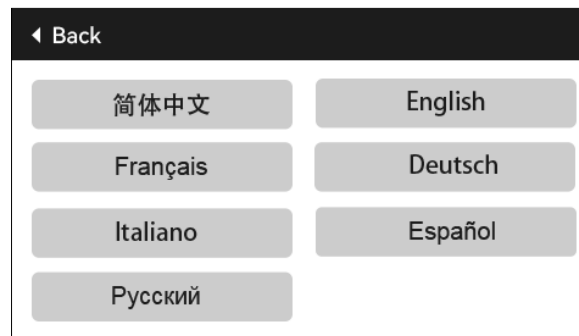 Back
简体中文
English
Français
Deutsch
Italiano
Español
Русский